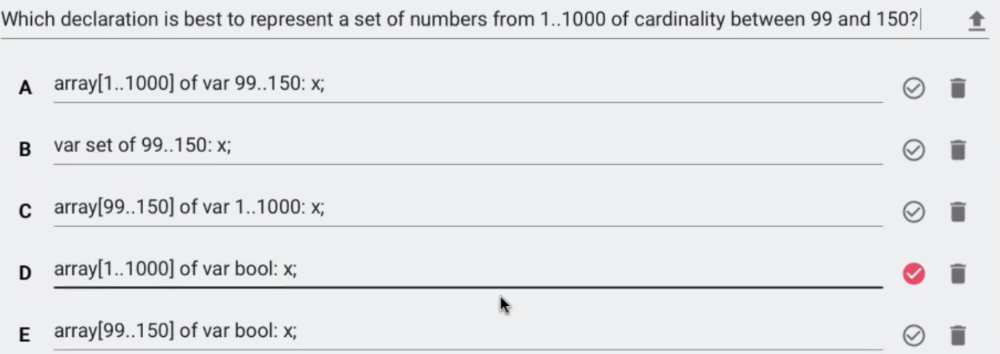 Which declaration is best to represent a set of numbers from 1..1000 of cardinality between 99 and 150?
A array[1..1000] of var 99..150: x;
B var set of 99..150: x;
C array[99..150] of var 1..1000: x;
D array[1..1000] of var bool: x;
E array[99..150] of var bool: x;